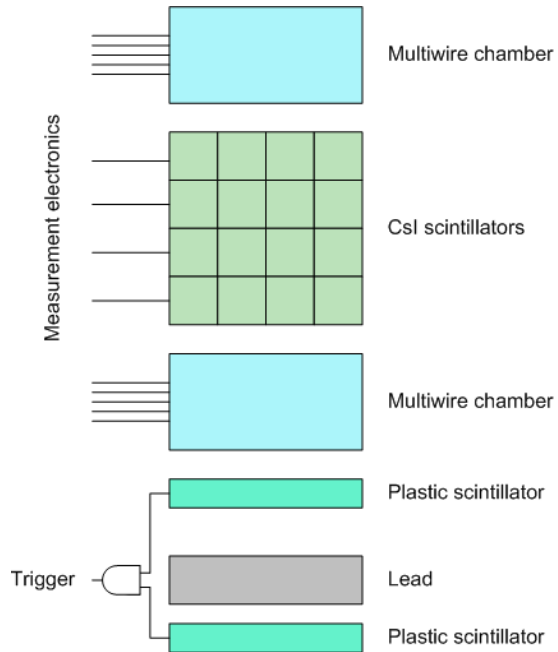 Multiwire chamber
Measurement electronics
CsI scintillators
Multiwire chamber
Plastic scintillator
Trigger
Lead
Plastic scintillator